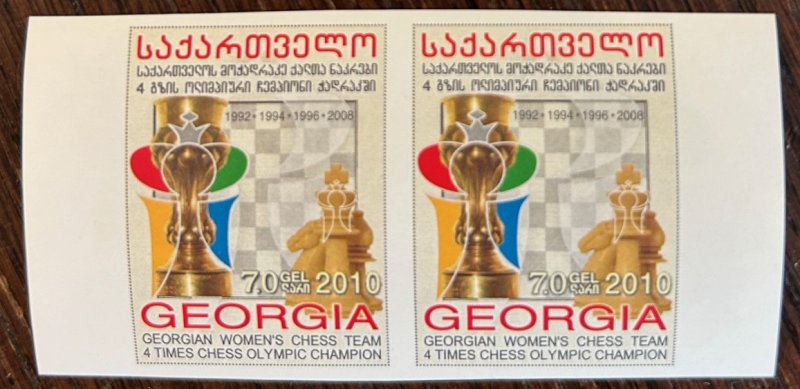 საქართველო
საქართველოს მოჭადრაკე ქალთა ნაკრები
4 გზის ოლიმპიური ჩემპიონი ჭადრაკში
1992 • 1994 • 1996 • 2008
7.0 GEL ლარი 2010
GEORGIA
GEORGIAN WOMEN'S CHESS TEAM
4 TIMES CHESS OLYMPIC CHAMPION
საქართველო
საქართველოს მოჭადრაკე ქალთა ნაკრები
4 გზის ოლიმპიური ჩემპიონი ჭადრაკში
1992 • 1994 • 1996 • 2008
7.0 GEL ლარი 2010
GEORGIA
GEORGIAN WOMEN'S CHESS TEAM
4 TIMES CHESS OLYMPIC CHAMPION